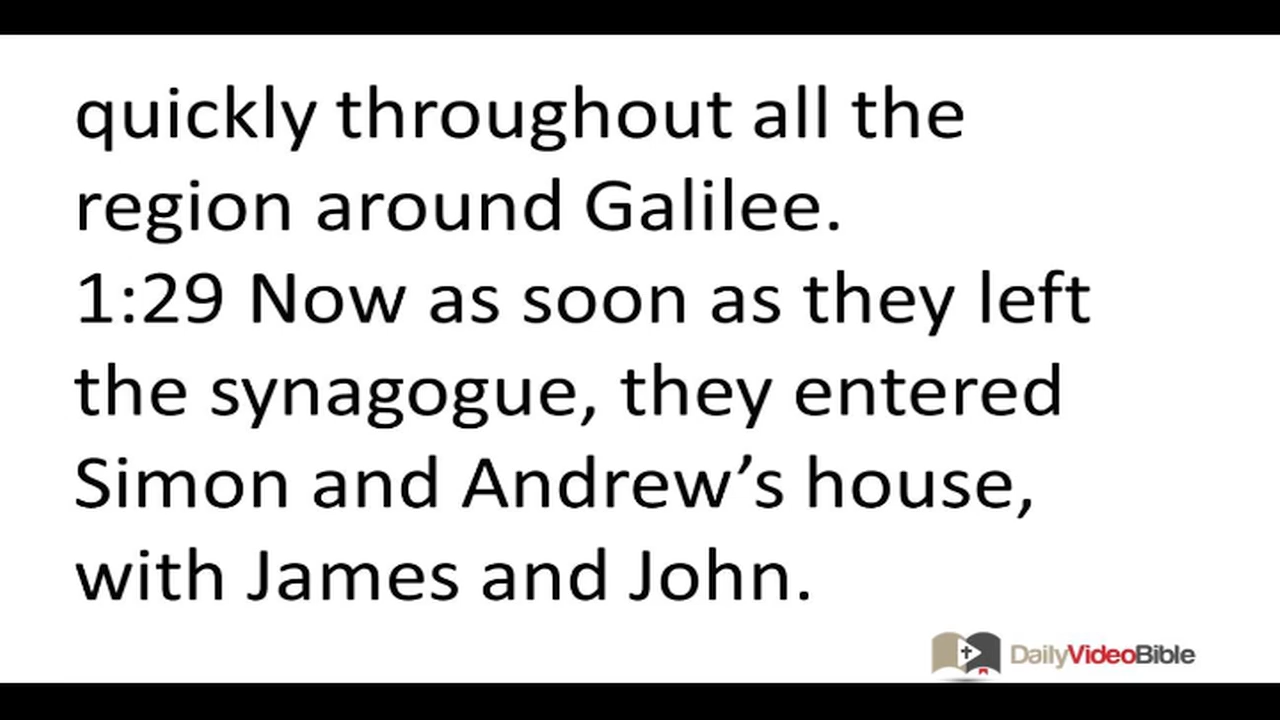 quickly throughout all the
region around Galilee.
1:29 Now as soon as they left
the synagogue, they entered
Simon and Andrew’s house,
with James and John.
DailyVideoBible